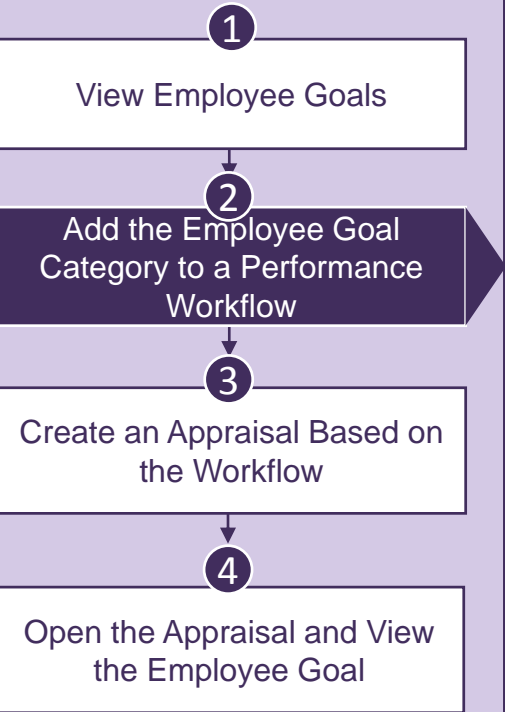 1
View Employee Goals
2
Add the Employee Goal
Category to a Performance
Workflow
3
Create an Appraisal Based on
the Workflow
4
Open the Appraisal and View
the Employee Goal